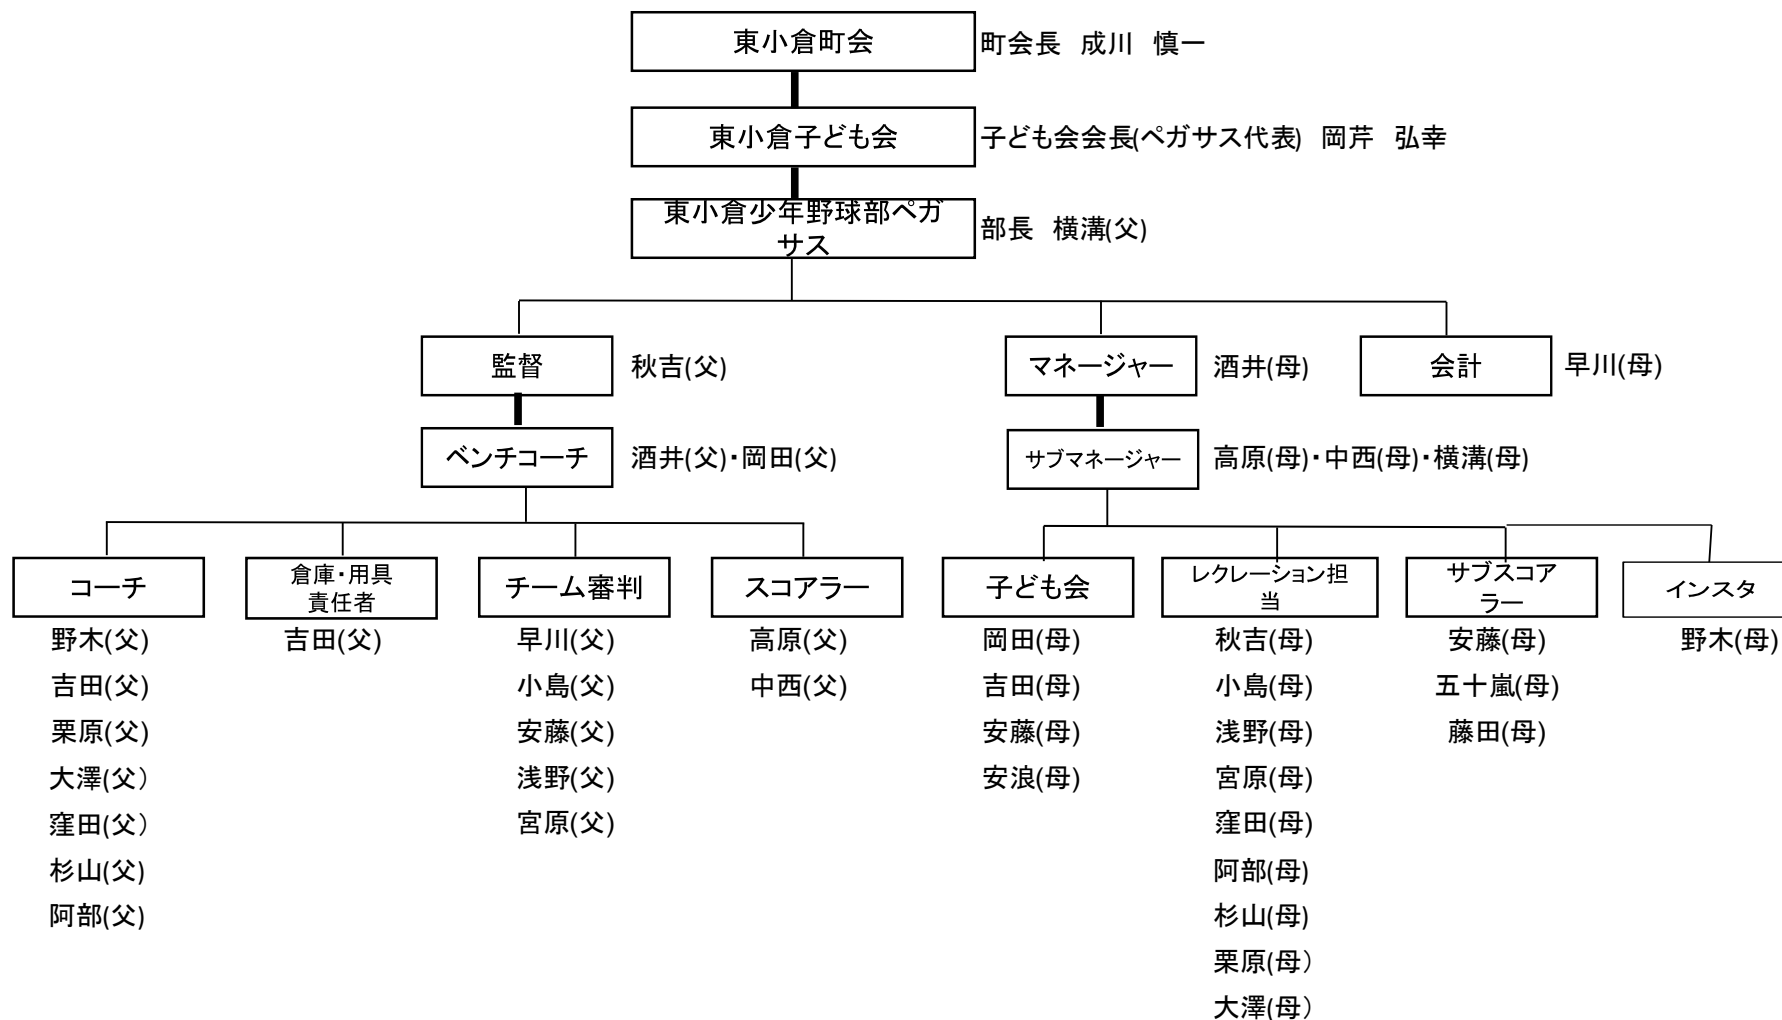 東小倉町会
町会長　成川　慎一
東小倉子ども会
子ども会会長(ペガサス代表)　岡芹　弘幸
東小倉少年野球部ペガ
サス
部長　横溝(父)
監督
秋吉(父)
マネージャー
酒井(母)
会計
早川(母)
ベンチコーチ
酒井(父)・岡田(父)
サブマネージャー
高原(母)・中西(母)・横溝(母)
コーチ
野木(父)
吉田(父)
栗原(父)
大澤(父）
窪田(父）
杉山(父)
阿部(父)
倉庫・用具
責任者
吉田(父)
チーム審判
早川(父)
小島(父)
安藤(父)
浅野(父)
宮原(父)
スコアラー
高原(父)
中西(父)
子ども会
岡田(母)
吉田(母)
安藤(母)
安浪(母)
レクレーション担
当
秋吉(母)
小島(母)
浅野(母)
宮原(母)
窪田(母)
阿部(母)
杉山(母)
栗原(母）
大澤(母）
サブスコア
ラー
安藤(母)
五十嵐(母)
藤田(母)
インスタ
野木(母)